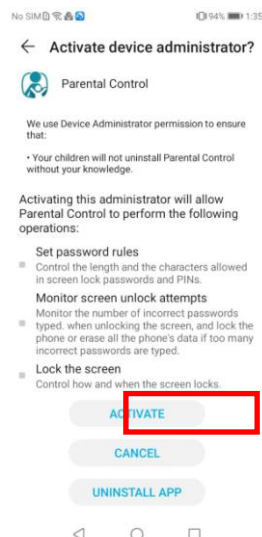 No SIM 94% 1:35
Activate device administrator?
Parental Control
We use Device Administrator permission to ensure
that:
• Your children will not uninstall Parental Control
without your knowledge.
Activating this administrator will allow
Parental Control to perform the following
operations:
Set password rules
Control the length and the characters allowed
in screen lock passwords and PINs.
Monitor screen unlock attempts
Monitor the number of incorrect passwords
typed. when unlocking the screen, and lock the
phone or erase all the phone's data if too many
incorrect passwords are typed.
Lock the screen
Control how and when the screen locks.
ACTIVATE
CANCEL
UNINSTALL APP